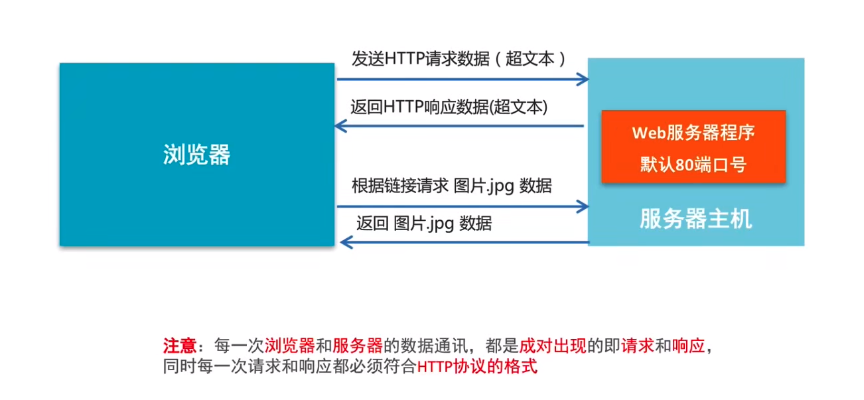 发送HTTP请求数据（超文本）
返回HTTP响应数据(超文本)
浏览器
Web服务器程序
默认80端口号
根据链接请求 图片.jpg 数据
返回 图片.jpg 数据
服务器主机
注意：每一次浏览器和服务器的数据通讯，都是成对出现的即请求和响应，
同时每一次请求和响应都必须符合HTTP协议的格式